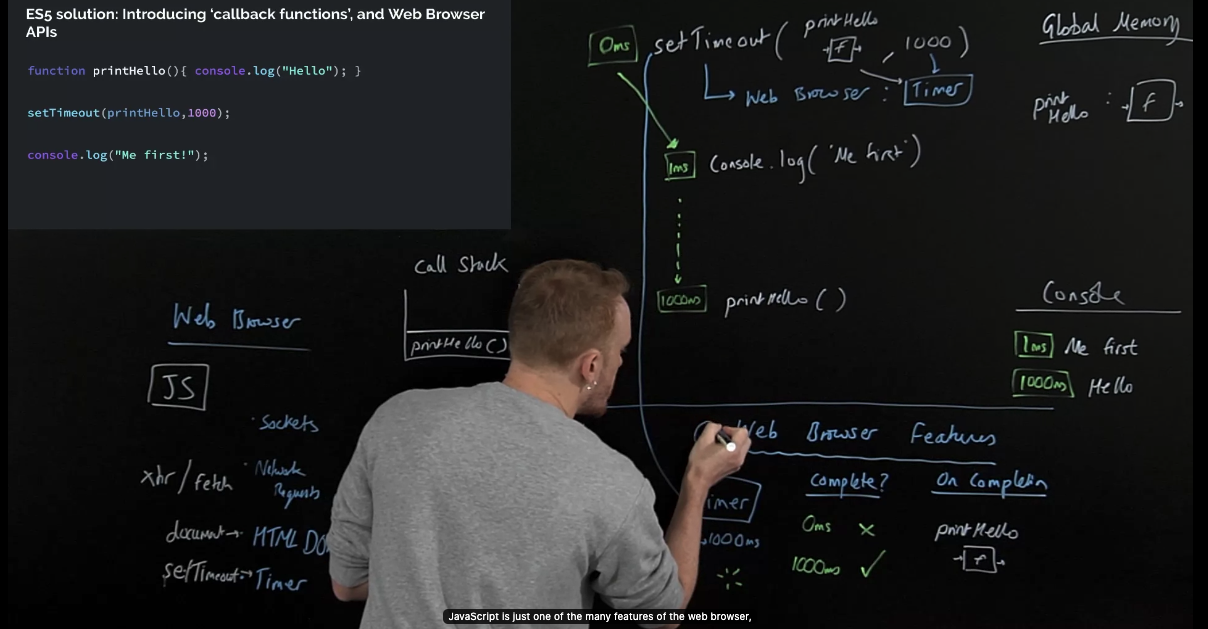 ES5 solution: Introducing ‘callback functions’, and Web Browser
APIs
function printHello(){ console.log("Hello"); }
setTimeout(printHello,1000);
console.log("Me first!");
0ms setTimeout( printHello f , 1000 )
Web Browser : Timer
1ms Console.log( 'Me first' )
1000ms printHello ( )
Global Memory
print
Hello : f
Console
1ms Me first
1000ms Hello
Call Stack
printHello()
Web Browser
JS
Sockets
xhr / fetch Network
Requests
document → HTML DO
setTimeout → Timer
Web Browser Features
imer Complete? On Completion
1000ms 0ms × printHello
1000ms ✓ f
JavaScript is just one of the many features of the web browser,